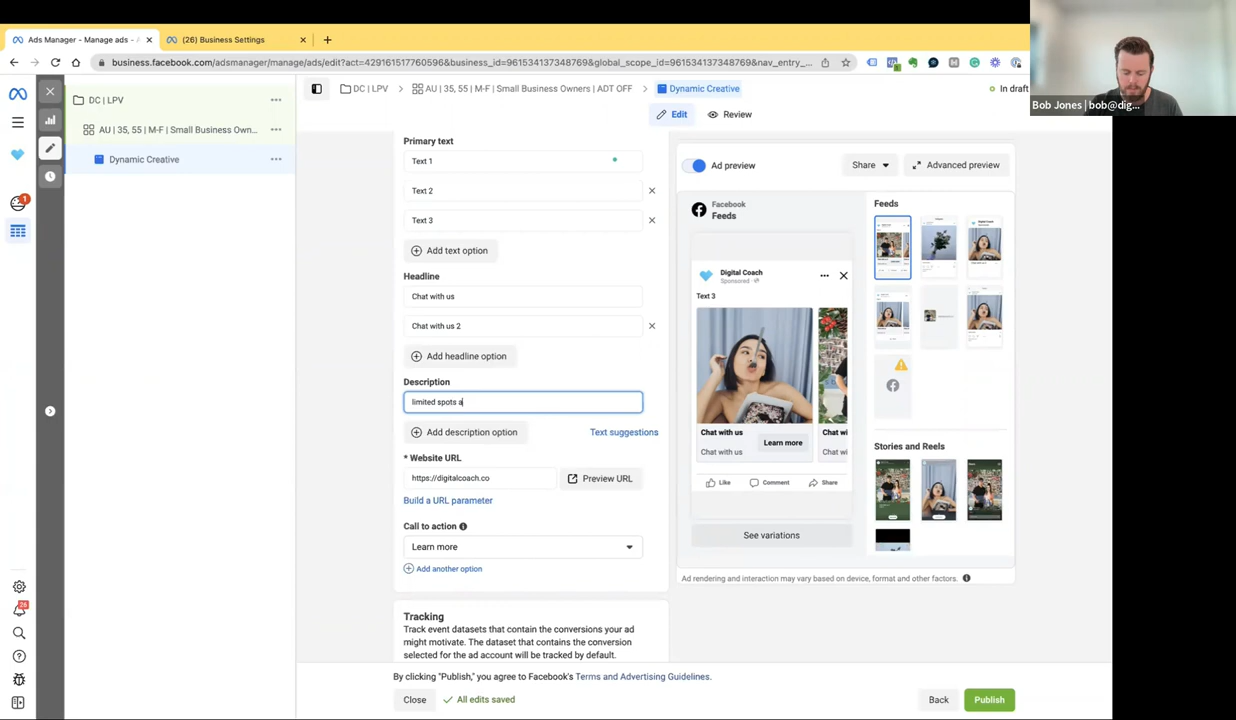 Ads Manager - Manage ads -
(26) Business Settings
business.facebook.com/adsmanager/manage/ads/edit?act=429161517760596&business_id=961534137348769&global_scope_id=961534137348769&nav_entry_...
Bob Jones | bob@dig...
DC | LPV
AU | 35, 55 | M-F | Small Business Own...
Dynamic Creative
1
26
DC | LPV
AU | 35, 55 | M-F | Small Business Owners | ADT OFF
Dynamic Creative
In draft
Edit
Review
Primary text
Text 1
Text 2
Text 3
Add text option
Headline
Chat with us
Chat with us 2
Add headline option
Description
limited spots a
Add description option
Text suggestions
* Website URL
https://digitalcoach.co
Preview URL
Build a URL parameter
Call to action
Learn more
Add another option
Tracking
Track event datasets that contain the conversions your ad
might motivate. The dataset that contains the conversion
selected for the ad account will be tracked by default.
By clicking "Publish," you agree to Facebook's Terms and Advertising Guidelines.
Close
All edits saved
Back
Publish
Ad preview
Share
Advanced preview
Facebook
Feeds
Digital Coach
Sponsored
Text 3
Chat with us
Chat with us
Learn more
Chat wi
Chat wi
Like
Comment
Share
See variations
Feeds
Stories and Reels
Ad rendering and interaction may vary based on device, format and other factors.